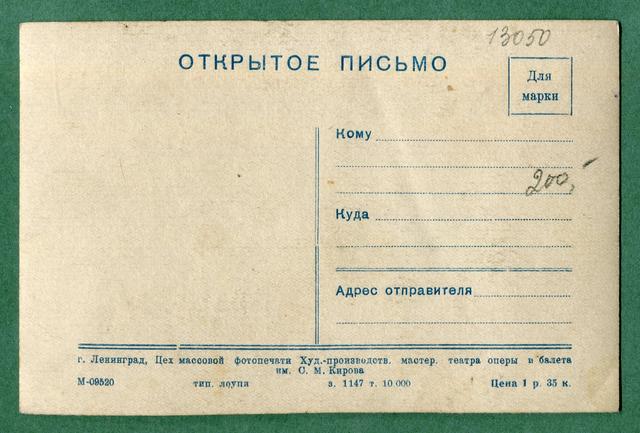 13050
ОТКРЫТОЕ ПИСЬМО
Для
марки
Кому
200,
Куда
Адрес отправителя
г. Ленинград, Цех массовой фотопечати Худ.-производств. мастер. театра оперы и балета
им. С. М. Кирова
М-09520 тип. лоупи з. 1147 т. 10 000 Цена 1 р. 35 к.